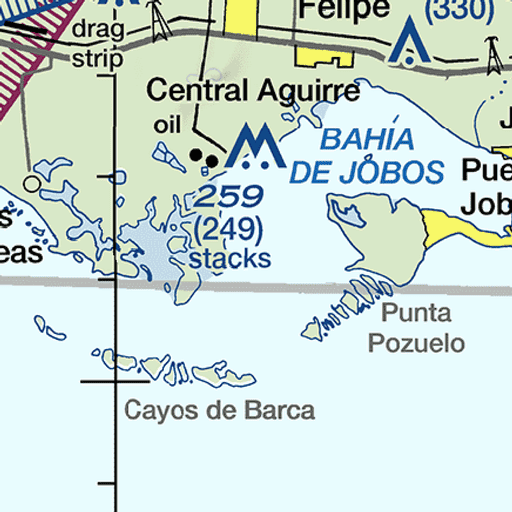 Felipe
(330)
drag
strip
Central Aguirre
oil
BAHÍA
DE JÓBOS
Pue
Job
J
259
(249)
stacks
s
eas
Punta
Pozuelo
Cayos de Barca